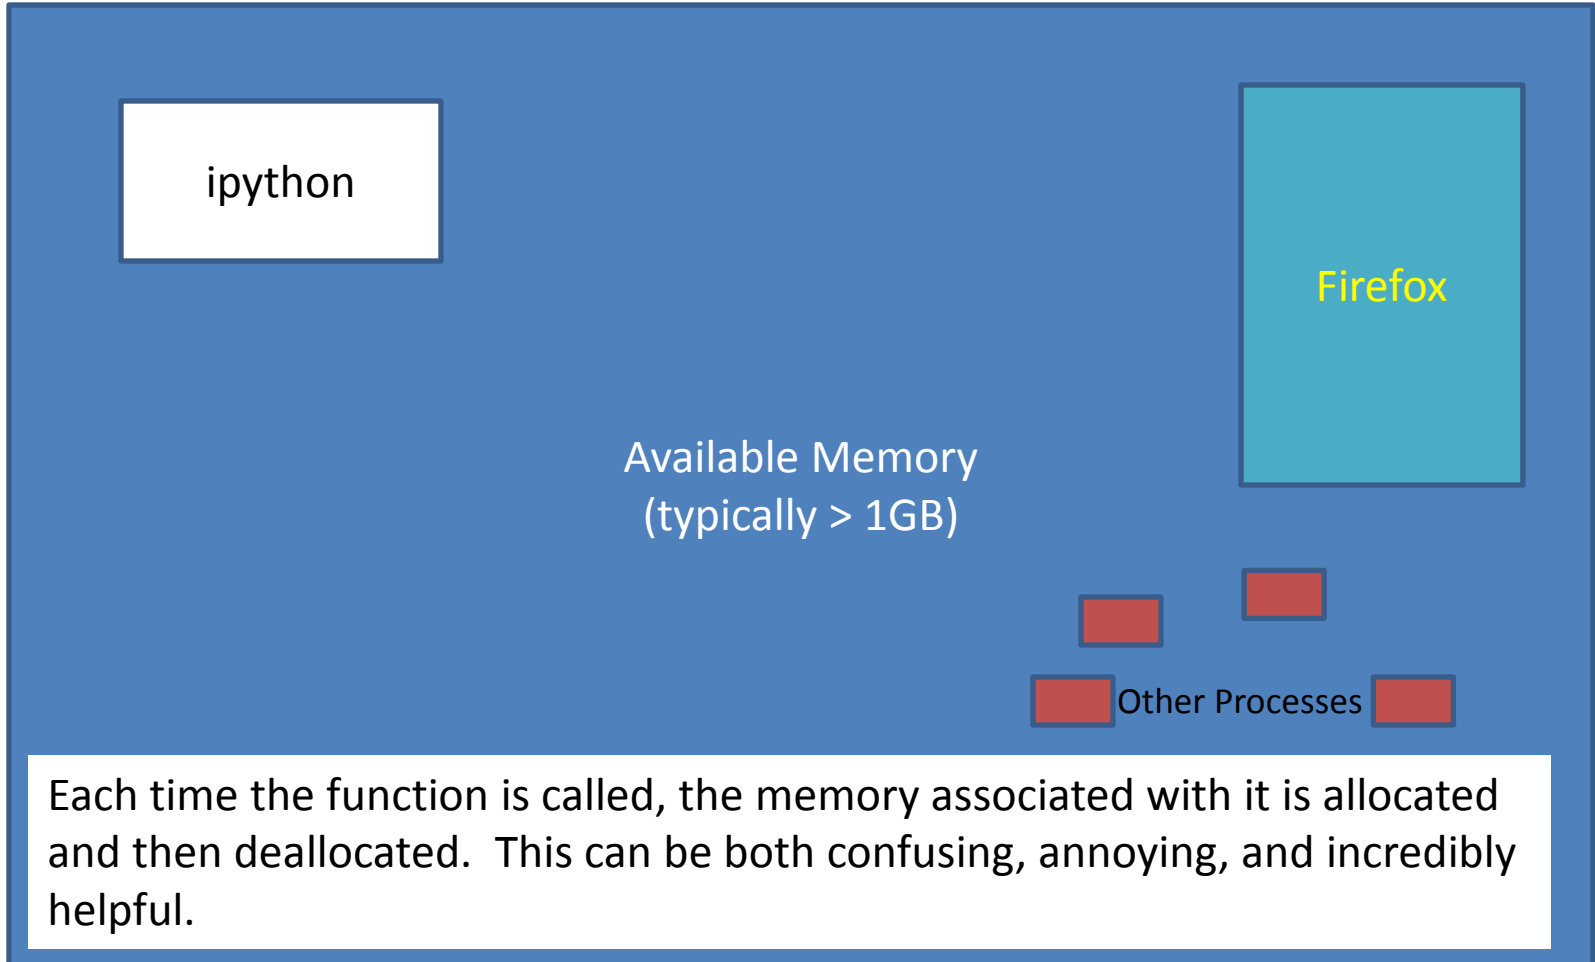 ipython
Firefox
Available Memory
(typically > 1GB)
Other Processes
Each time the function is called, the memory associated with it is allocated
and then deallocated.  This can be both confusing, annoying, and incredibly
helpful.